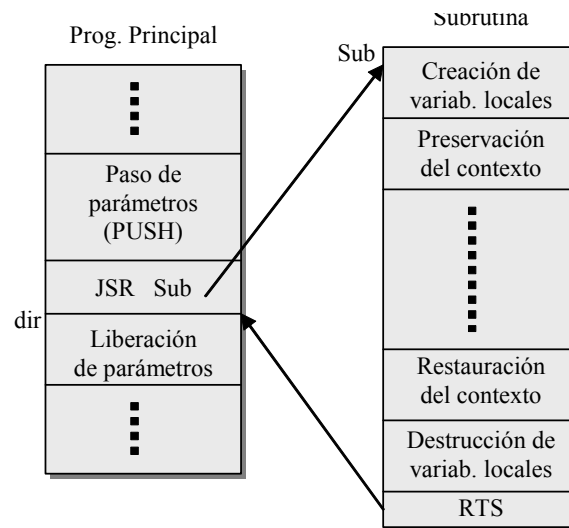 Prog. Principal
Paso de
parámetros
(PUSH)
JSR Sub
dir
Liberación
de parámetros
Subrutina
Sub
Creación de
variab. locales
Preservación
del contexto
Restauración
del contexto
Destrucción de
variab. locales
RTS